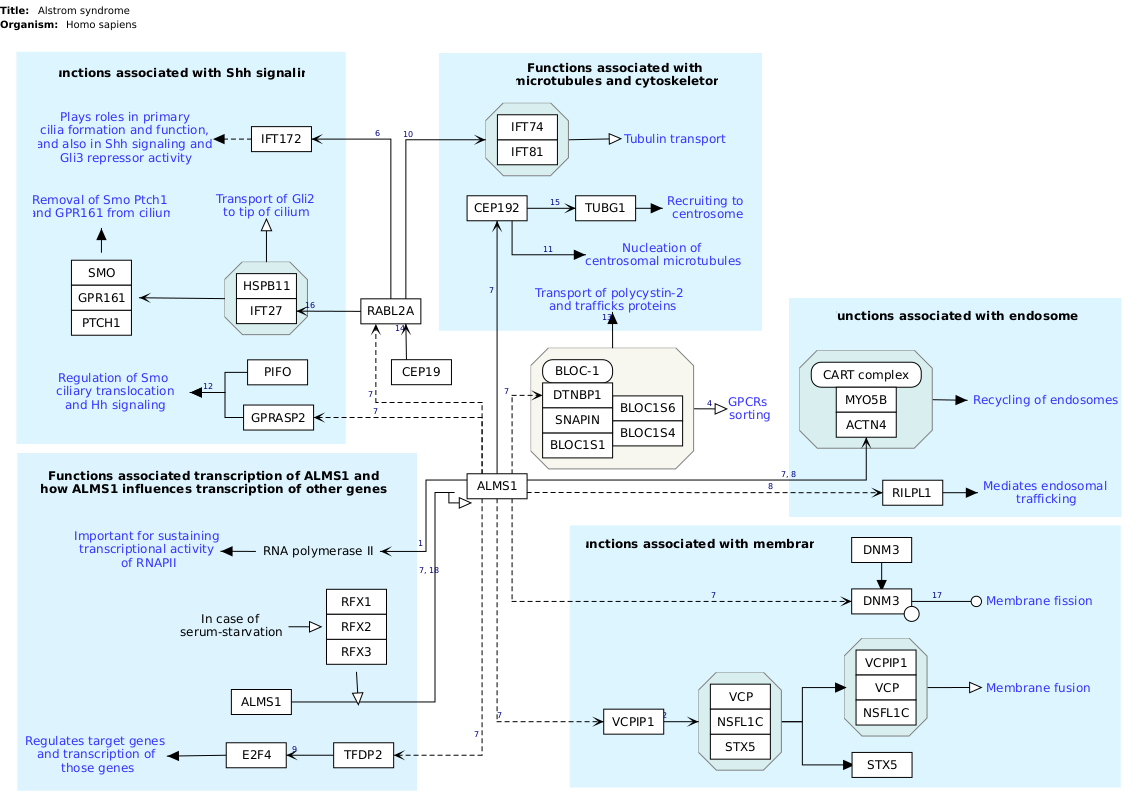 Title: Alstrom syndrome
Organism: Homo sapiens
unctions associated with Shh signalin
Plays roles in primary
cilia formation and function,
and also in Shh signaling and
Gli3 repressor activity
IFT172
6
10
Removal of Smo Ptch1
and GPR161 from cilium
Transport of Gli2
to tip of cilium
SMO
GPR161
PTCH1
HSPB11
IFT27
16
RABL2A
14
CEP19
Regulation of Smo
ciliary translocation
and Hh signaling
12
PIFO
GPRASP2
7
7
Functions associated with
microtubules and cytoskeleton
IFT74
IFT81
Tubulin transport
CEP192
15
TUBG1
Recruiting to
centrosome
11
Nucleation of
centrosomal microtubules
7
Transport of polycystin-2
and trafficks proteins
13
BLOC-1
DTNBP1
SNAPIN
BLOC1S1
BLOC1S6
BLOC1S4
7
4
GPCRs
sorting
unctions associated with endosome
CART complex
MYO5B
ACTN4
Recycling of endosomes
7, 8
8
RILPL1
Mediates endosomal
trafficking
ALMS1
Functions associated transcription of ALMS1 and
how ALMS1 influences transcription of other genes
Important for sustaining
transcriptional activity
of RNAPII
RNA polymerase II
1
7, 18
In case of
serum-starvation
RFX1
RFX2
RFX3
ALMS1
Regulates target genes
and transcription of
those genes
E2F4
9
TFDP2
7
unctions associated with membran
DNM3
DNM3
7
17
Membrane fission
7
VCPIP1
2
VCP
NSFL1C
STX5
VCPIP1
VCP
NSFL1C
Membrane fusion
STX5